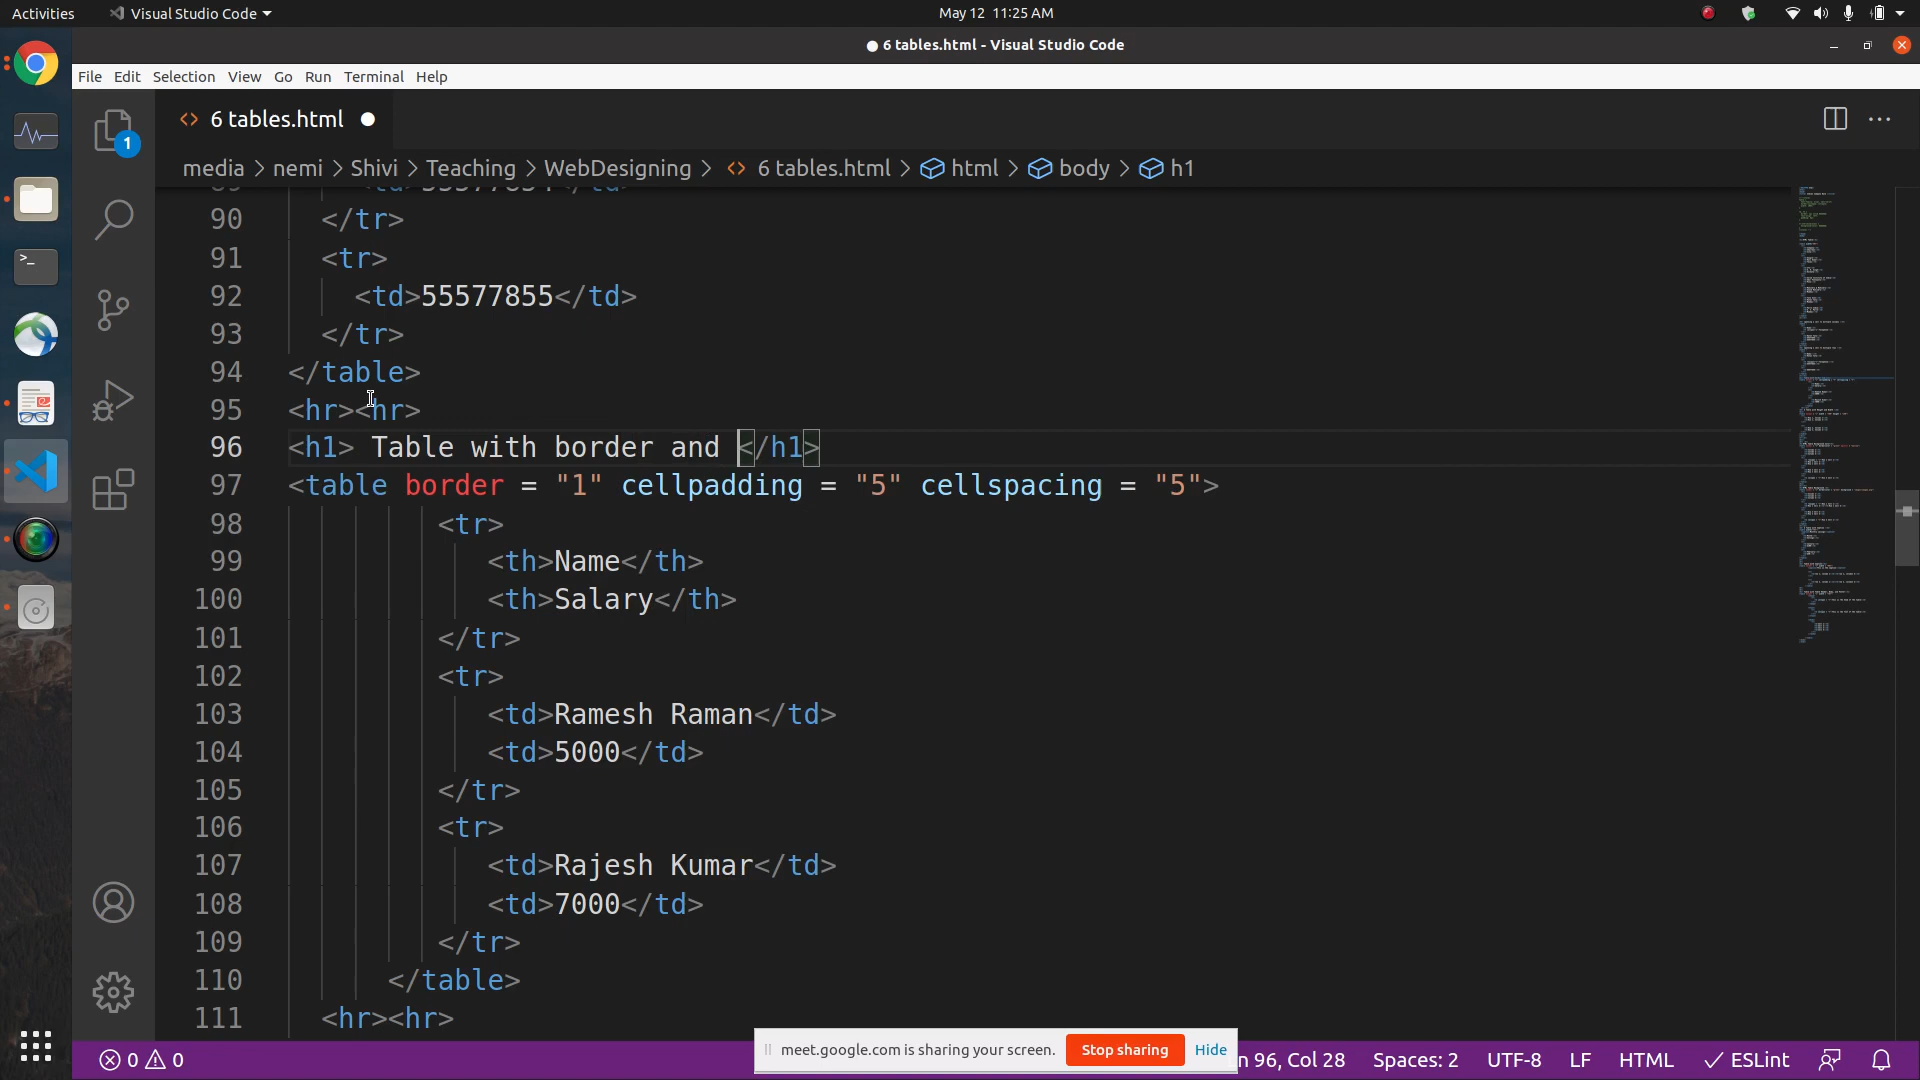 Activities Visual Studio Code May 12 11:25 AM
6 tables.html - Visual Studio Code
File Edit Selection View Go Run Terminal Help
1
<> 6 tables.html
media > nemi > Shivi > Teaching > WebDesigning > <> 6 tables.html > html > body > h1
90 </tr>
91 <tr>
92 <td>55577855</td>
93 </tr>
94 </table>
95 <hr><hr>
96 <h1> Table with border and </h1>
97 <table border = "1" cellpadding = "5" cellspacing = "5">
98 <tr>
99 <th>Name</th>
100 <th>Salary</th>
101 </tr>
102 <tr>
103 <td>Ramesh Raman</td>
104 <td>5000</td>
105 </tr>
106 <tr>
107 <td>Rajesh Kumar</td>
108 <td>7000</td>
109 </tr>
110 </table>
111 <hr><hr>
meet.google.com is sharing your screen. Stop sharing Hide
0 0 n 96, Col 28 Spaces: 2 UTF-8 LF HTML ESLint